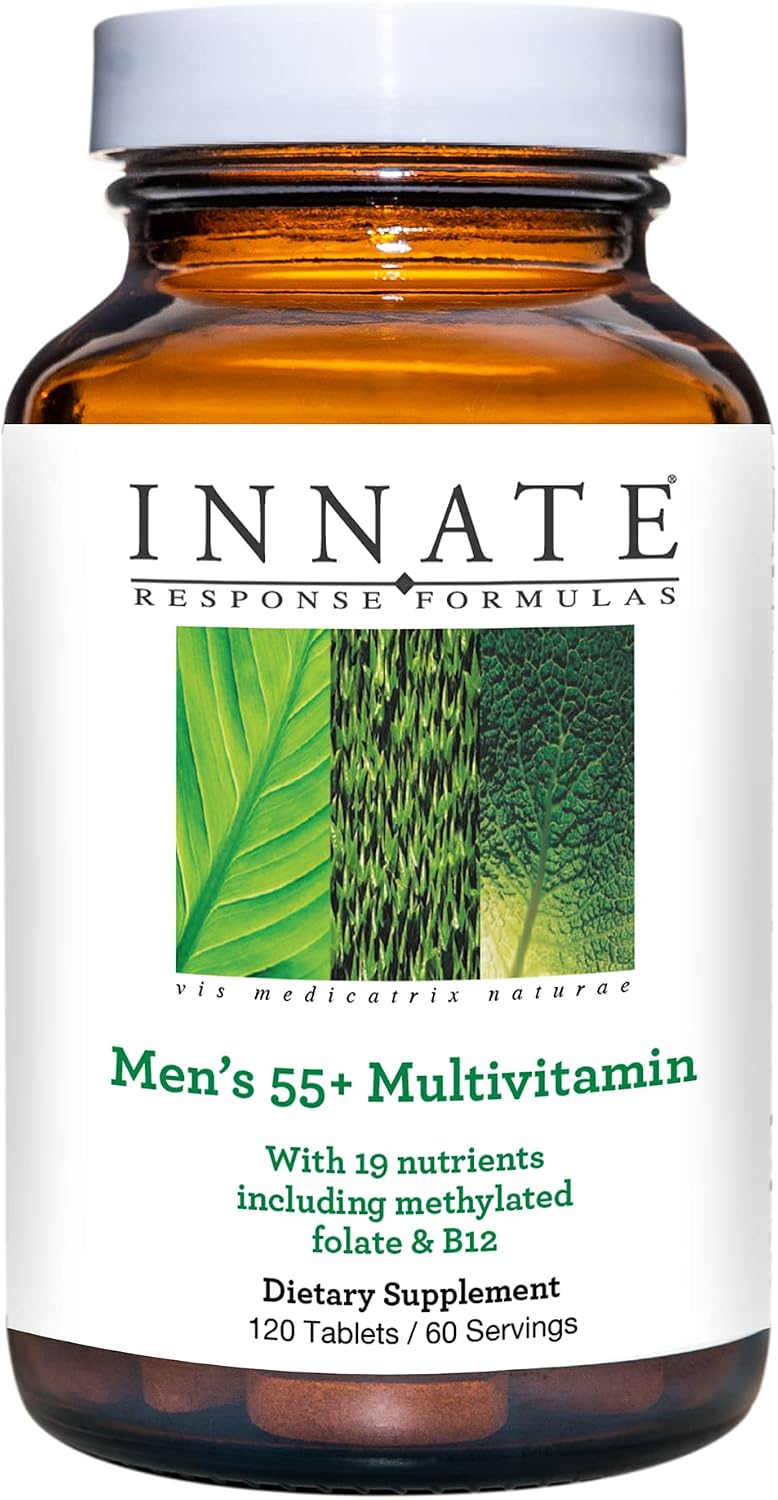 INNATE®
RESPONSE FORMULAS
vis medicatrix naturae
Men's 55+ Multivitamin
With 19 nutrients
including methylated
folate & B12
Dietary Supplement
120 Tablets / 60 Servings